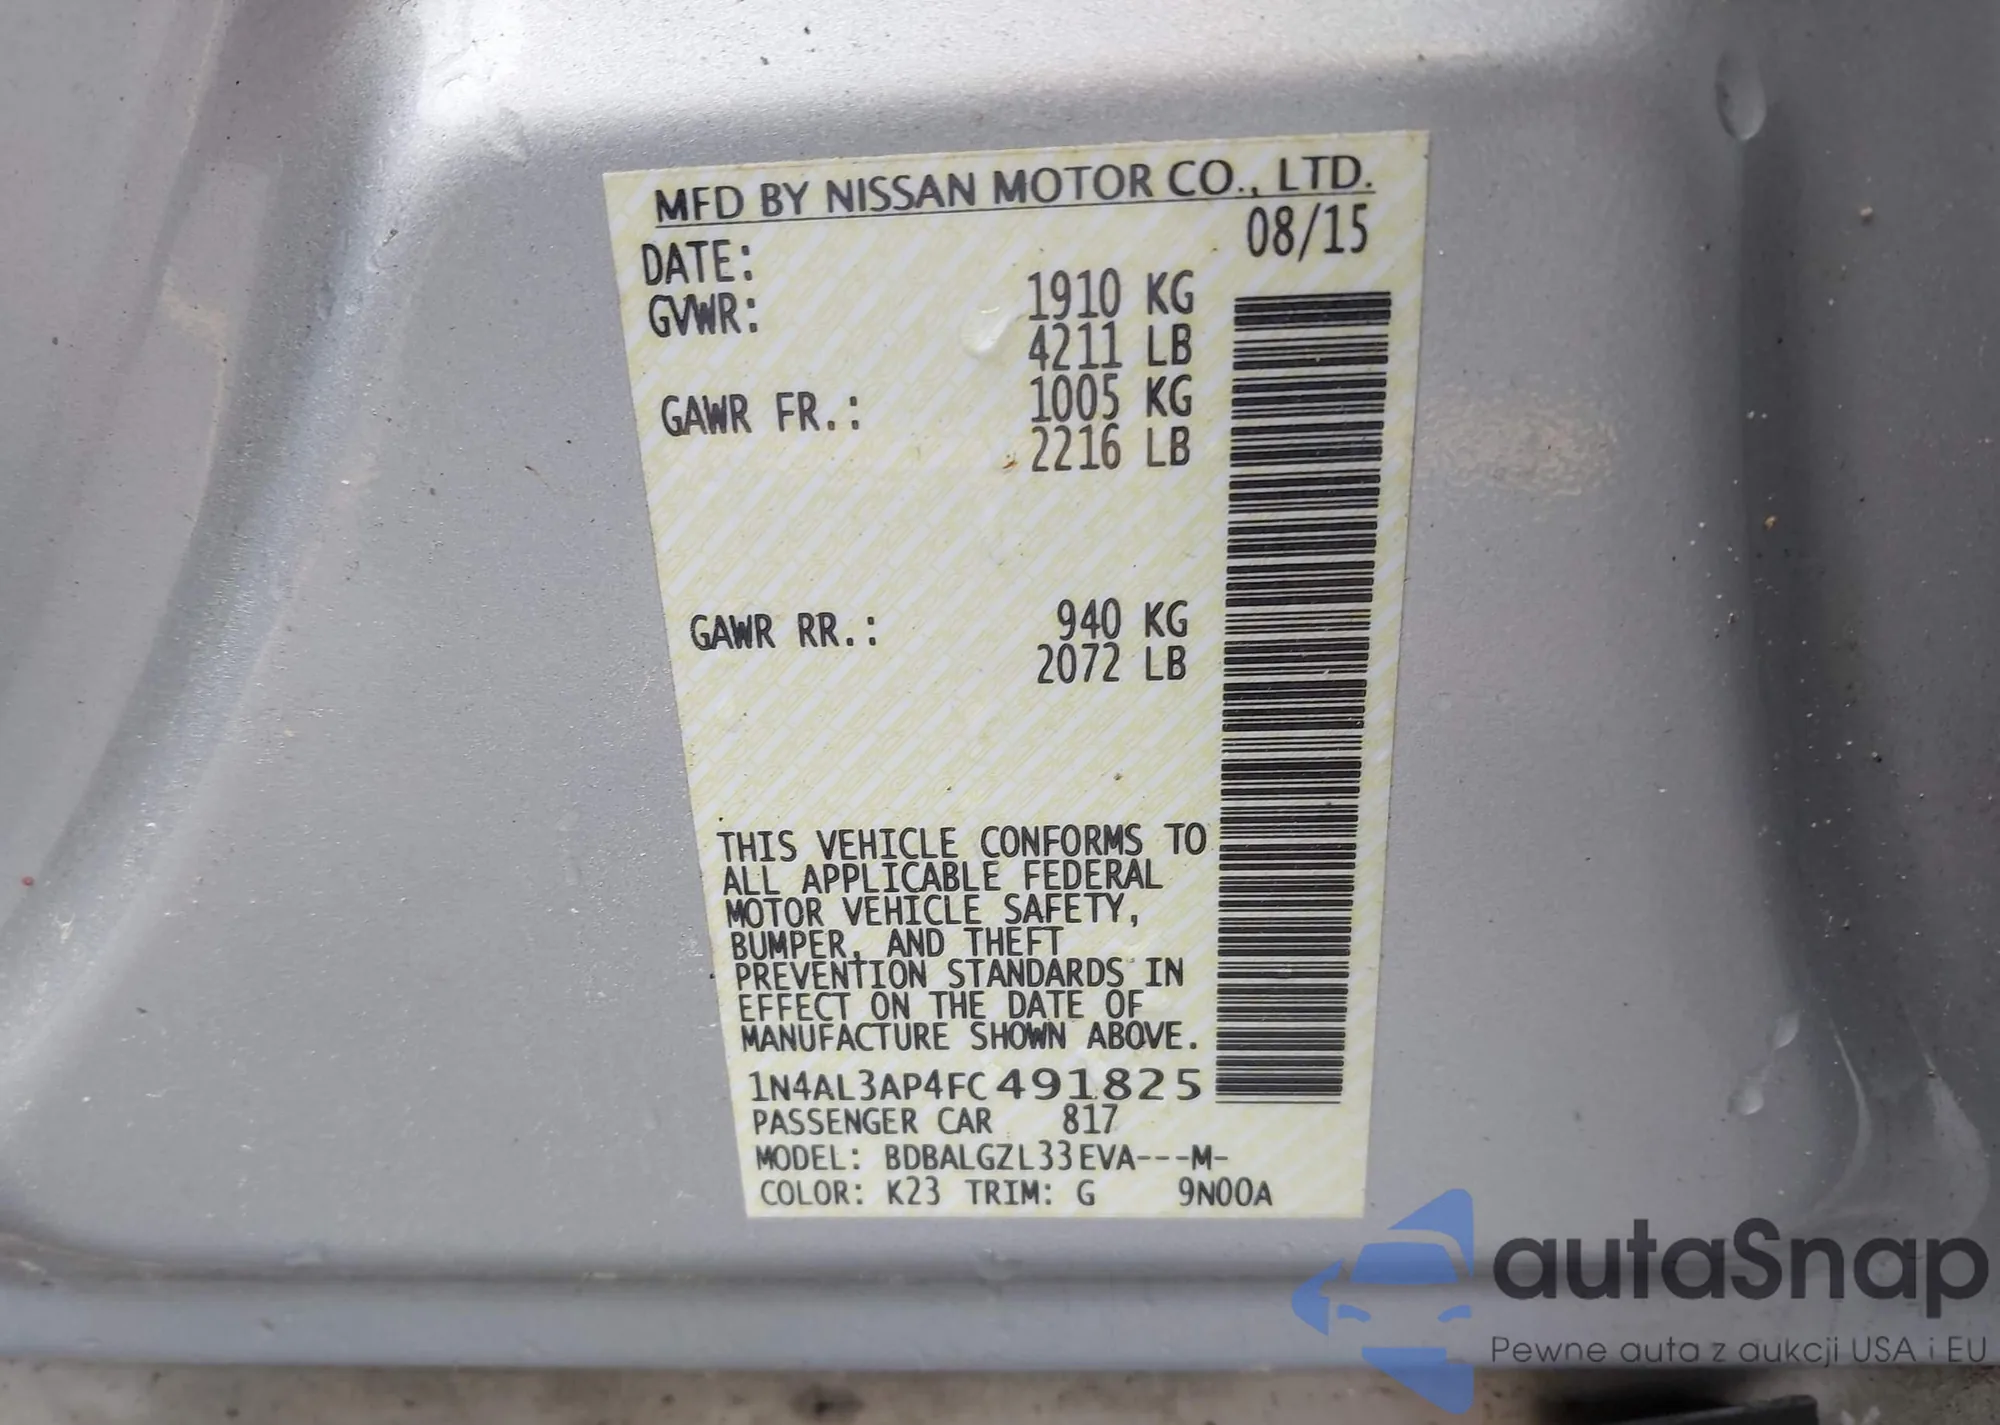 MFD BY NISSAN MOTOR CO., LTD.
DATE: 08/15
GVWR: 1910 KG
4211 LB
GAWR FR.: 1005 KG
2216 LB
GAWR RR.: 940 KG
2072 LB
THIS VEHICLE CONFORMS TO
ALL APPLICABLE FEDERAL
MOTOR VEHICLE SAFETY,
BUMPER, AND THEFT
PREVENTION STANDARDS IN
EFFECT ON THE DATE OF
MANUFACTURE SHOWN ABOVE.
1N4AL3AP4FC491825
PASSENGER CAR 817
MODEL: BDBALGZL33EVA---M-
COLOR: K23 TRIM: G 9N00A
autaSnap
Pewne auta z aukcji USA i EU